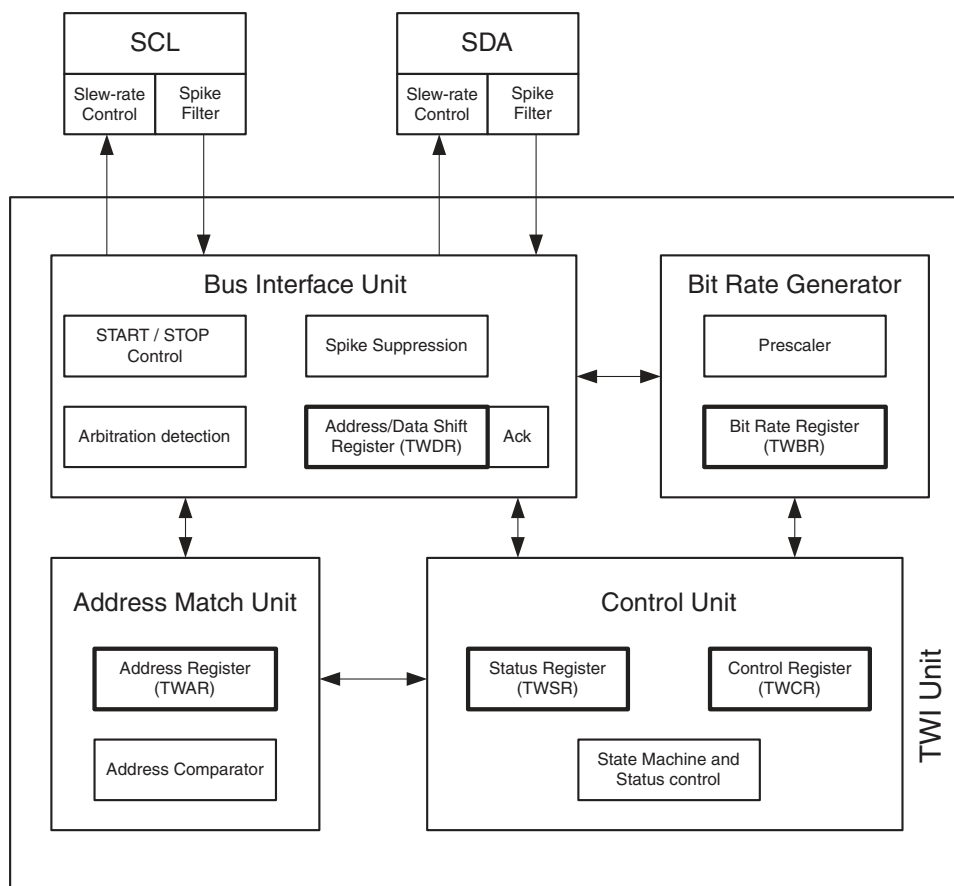 SCL
Slew-rate
Control
Spike
Filter
SDA
Slew-rate
Control
Spike
Filter
Bus Interface Unit
START / STOP
Control
Spike Suppression
Arbitration detection
Address/Data Shift
Register (TWDR)
Ack
Bit Rate Generator
Prescaler
Bit Rate Register
(TWBR)
Address Match Unit
Address Register
(TWAR)
Address Comparator
Control Unit
Status Register
(TWSR)
Control Register
(TWCR)
State Machine and
Status control
TWI Unit